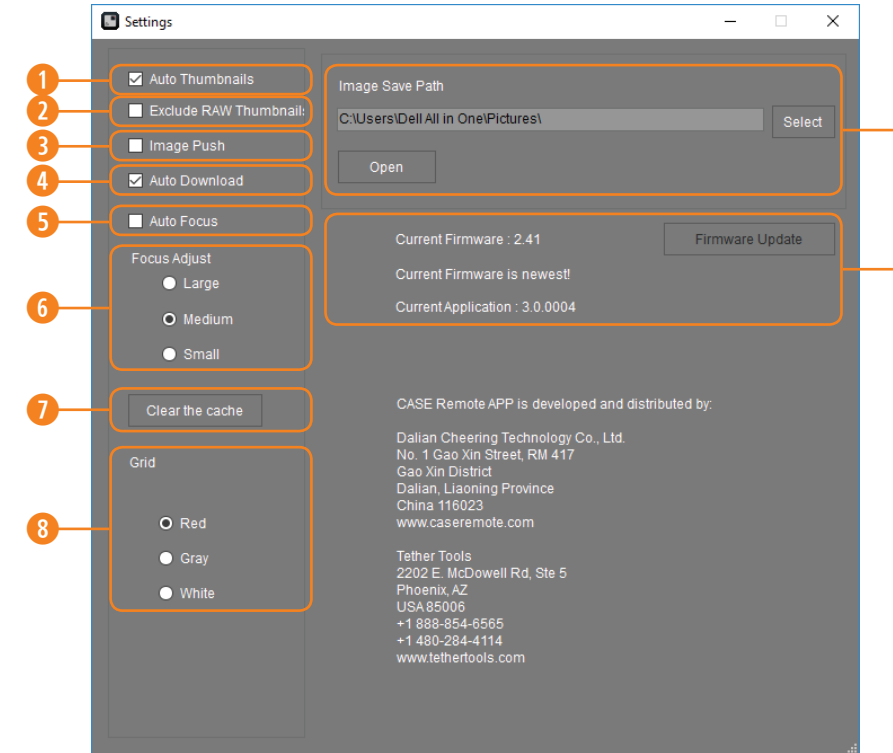 Settings
1
Auto Thumbnails
2
Exclude RAW Thumbnail
3
Image Push
4
Auto Download
5
Auto Focus
6
Focus Adjust
Large
Medium
Small
7
Clear the cache
8
Grid
Red
Gray
White
Image Save Path
C:\Users\Dell All in One\Pictures\
Select
Open
Current Firmware : 2.41
Firmware Update
Current Firmware is newest!
Current Application : 3.0.0004
CASE Remote APP is developed and distributed by:
Dalian Cheering Technology Co., Ltd.
No. 1 Gao Xin Street, RM 417
Gao Xin District
Dalian, Liaoning Province
China 116023
www.caseremote.com
Tether Tools
2202 E. McDowell Rd, Ste 5
Phoenix, AZ
USA 85006
+1 888-854-6565
+1 480-284-4114
www.tethertools.com